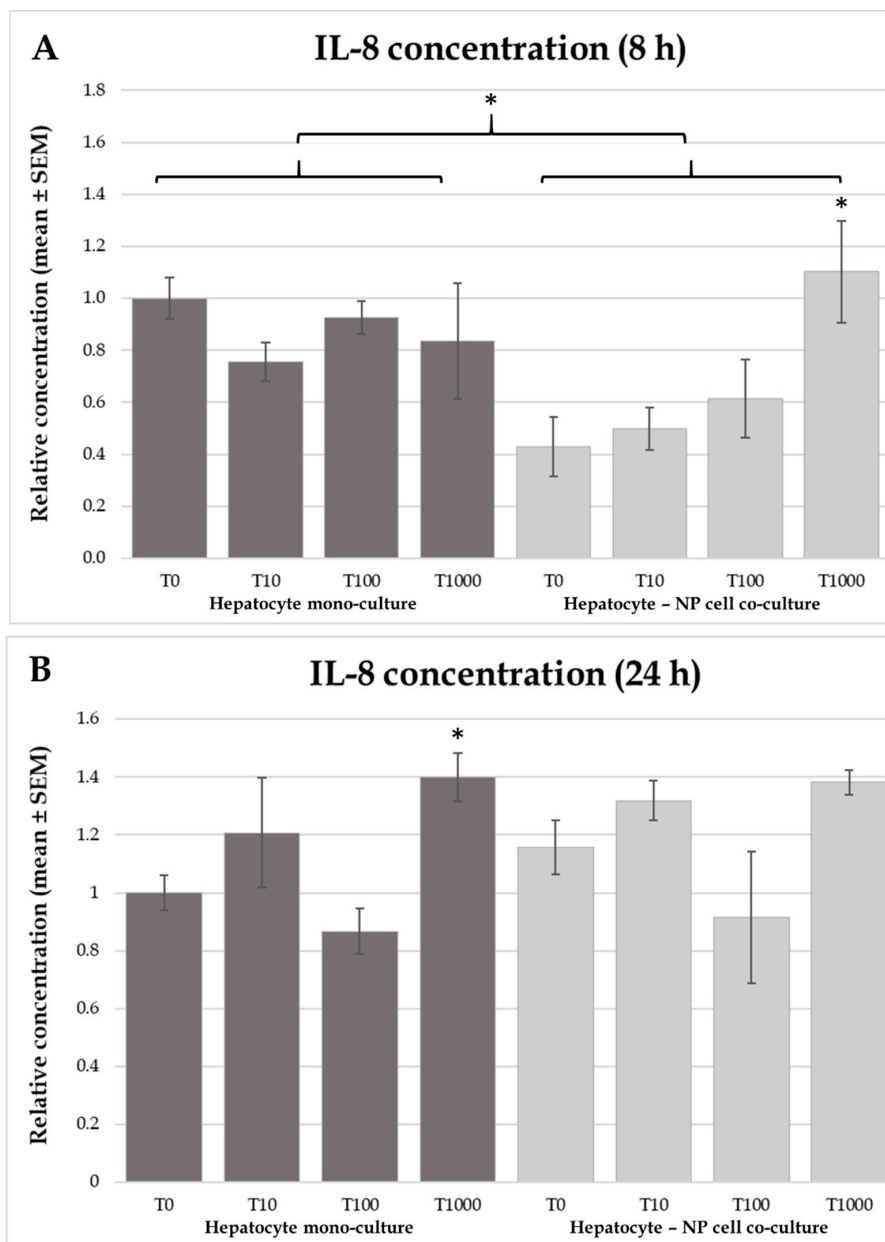 A
IL-8 concentration (8 h)
Relative concentration (mean ± SEM)
1.8
1.6
1.4
1.2
1.0
0.8
0.6
0.4
0.2
0.0
*
*
T0 T10 T100 T1000 T0 T10 T100 T1000
Hepatocyte mono-culture Hepatocyte – NP cell co-culture
B
IL-8 concentration (24 h)
Relative concentration (mean ± SEM)
1.6
1.4
1.2
1
0.8
0.6
0.4
0.2
0
*
T0 T10 T100 T1000 T0 T10 T100 T1000
Hepatocyte mono-culture Hepatocyte – NP cell co-culture